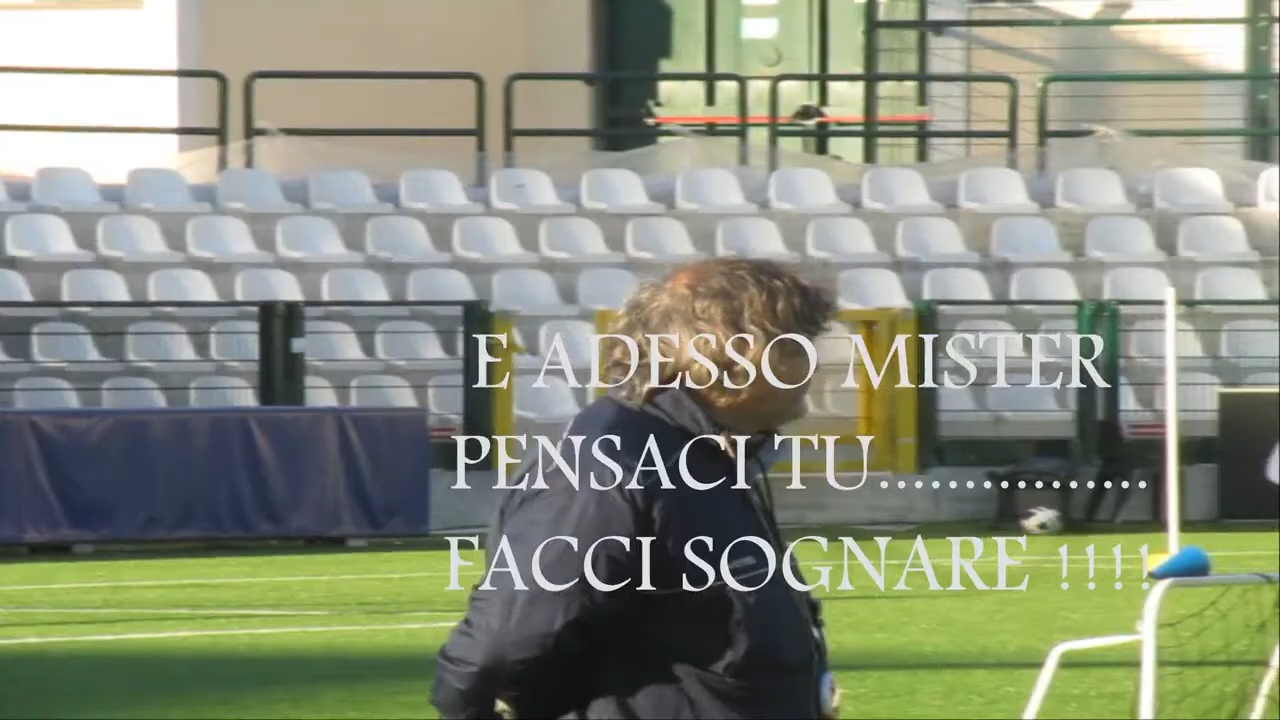 E ADESSO MISTER
PENSACI TU...............
FACCI SOGNARE !!!!